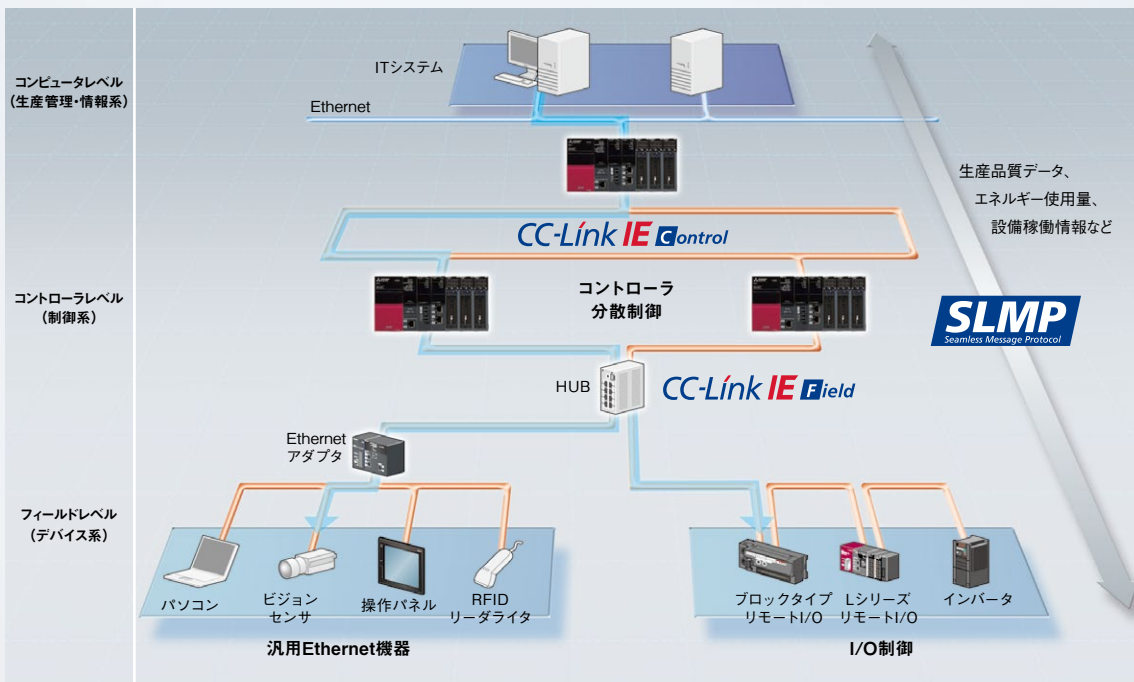 コンピュータレベル
(生産管理・情報系)
ITシステム
Ethernet
生産品質データ、
エネルギー使用量、
設備稼働情報など
CC-Link IE Control
コントローラレベル
(制御系)
コントローラ
分散制御
SLMP
Seamless Message Protocol
HUB
CC-Link IE Field
Ethernet
アダプタ
フィールドレベル
(デバイス系)
パソコン
ビジョン
センサ
操作パネル
RFID
リーダライタ
ブロックタイプ
リモートI/O
Lシリーズ
リモートI/O
インバータ
汎用Ethernet機器
I/O制御